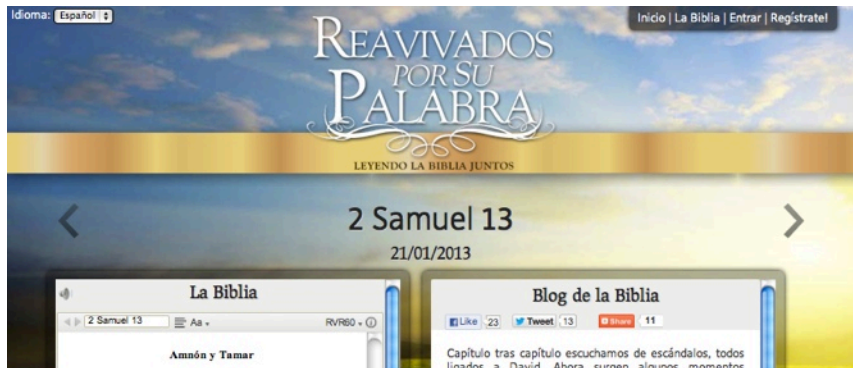 Idioma: Español
Inicio | La Biblia | Entrar | Regístrate!
REAVIVADOS
POR SU
PALABRA
LEYENDO LA BIBLIA JUNTOS
2 Samuel 13
21/01/2013
La Biblia
2 Samuel 13 Aa RVR60
Amnón y Tamar
Blog de la Biblia
Like 23 Tweet 13 Share 11
Capítulo tras capítulo escuchamos de escándalos, todos
ligados a David. Ahora surgen algunos momentos